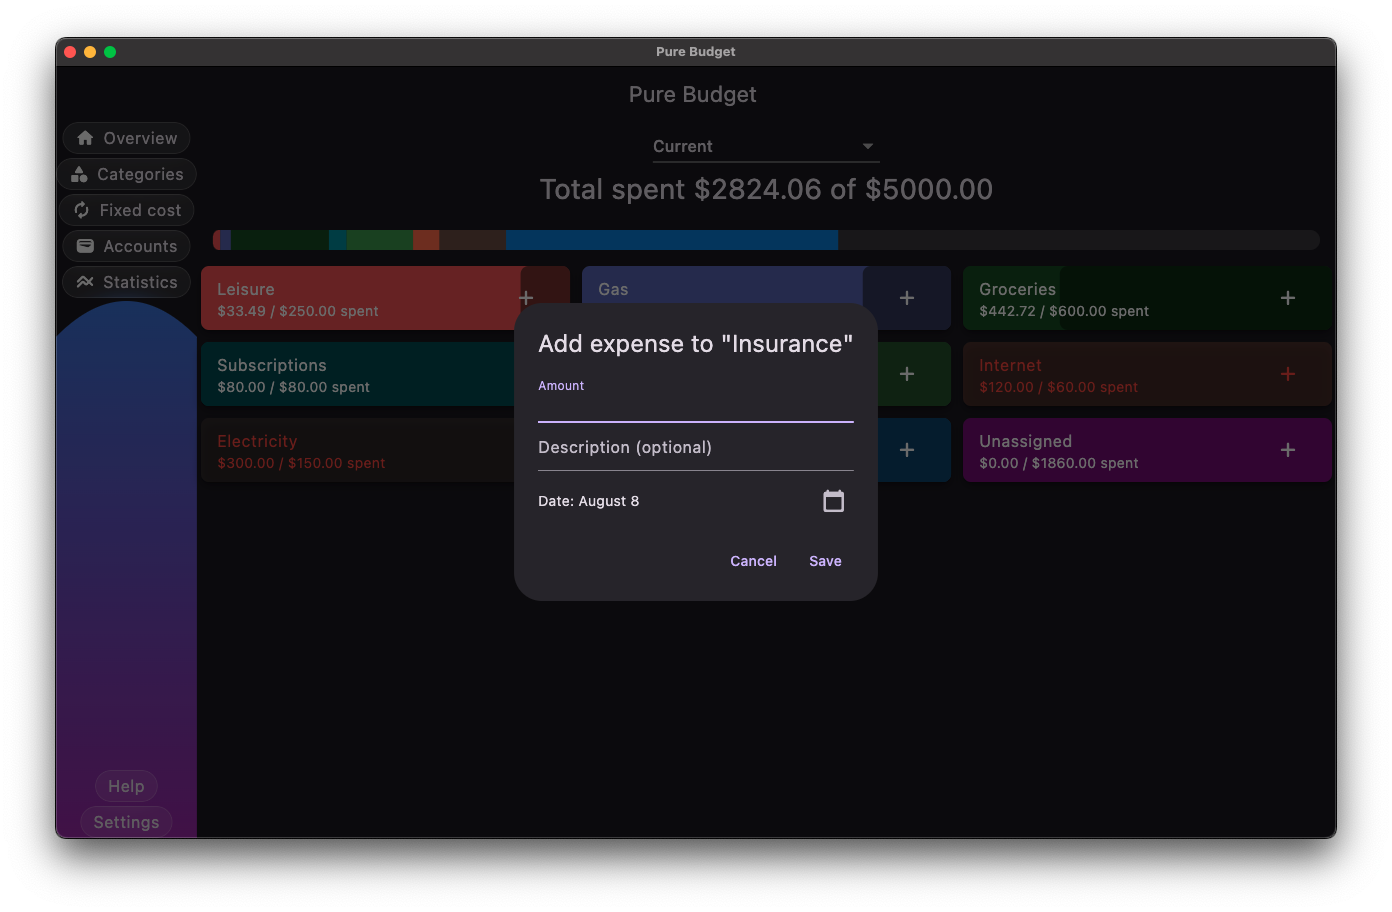 Pure Budget
Pure Budget
Overview
Categories
Fixed cost
Accounts
Statistics
Current
Total spent $2824.06 of $5000.00
Leisure
$33.49 / $250.00 spent
Gas
Groceries
$442.72 / $600.00 spent
Subscriptions
$80.00 / $80.00 spent
Internet
$120.00 / $60.00 spent
Electricity
$300.00 / $150.00 spent
Unassigned
$0.00 / $1860.00 spent
Add expense to "Insurance"
Amount
Description (optional)
Date: August 8
Cancel
Save
Help
Settings